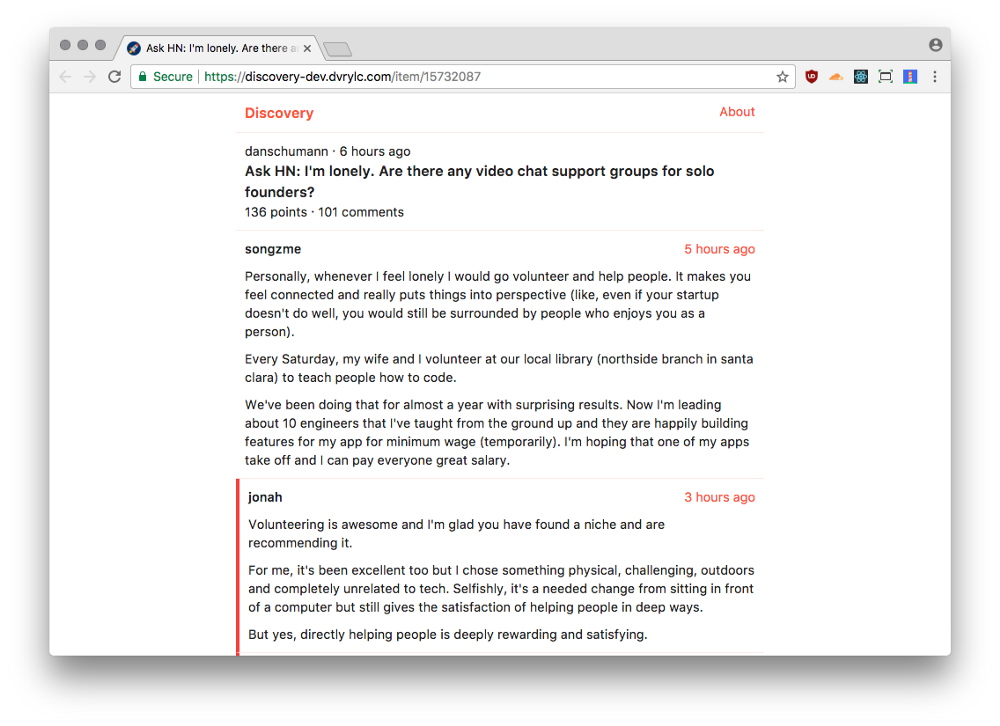 Ask HN: I'm lonely. Are there a
Secure https://discovery-dev.dvrylc.com/item/15732087
Discovery About
danschumann · 6 hours ago
Ask HN: I'm lonely. Are there any video chat support groups for solo
founders?
136 points · 101 comments
songzme 5 hours ago
Personally, whenever I feel lonely I would go volunteer and help people. It makes you
feel connected and really puts things into perspective (like, even if your startup
doesn't do well, you would still be surrounded by people who enjoys you as a
person).
Every Saturday, my wife and I volunteer at our local library (northside branch in santa
clara) to teach people how to code.
We've been doing that for almost a year with surprising results. Now I'm leading
about 10 engineers that I've taught from the ground up and they are happily building
features for my app for minimum wage (temporarily). I'm hoping that one of my apps
take off and I can pay everyone great salary.
jonah 3 hours ago
Volunteering is awesome and I'm glad you have found a niche and are
recommending it.
For me, it's been excellent too but I chose something physical, challenging, outdoors
and completely unrelated to tech. Selfishly, it's a needed change from sitting in front
of a computer but still gives the satisfaction of helping people in deep ways.
But yes, directly helping people is deeply rewarding and satisfying.